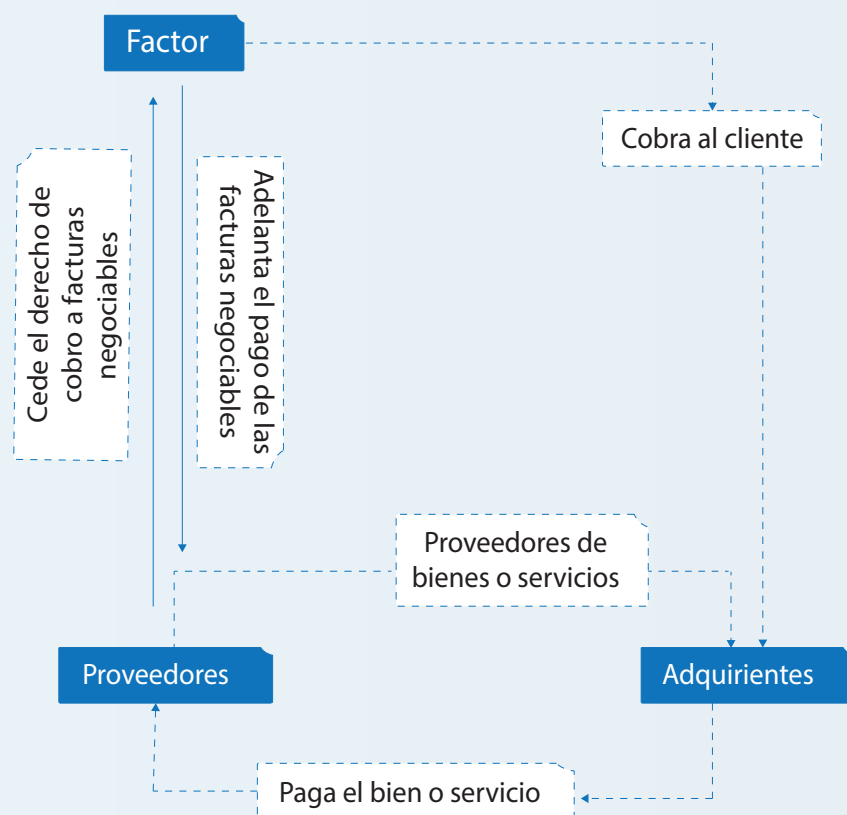 Factor
Cobra al cliente
Cede el derecho de
cobro a facturas
negociables
Adelanta el pago de las
facturas negociables
Proveedores de
bienes o servicios
Proveedores
Adquirientes
Paga el bien o servicio